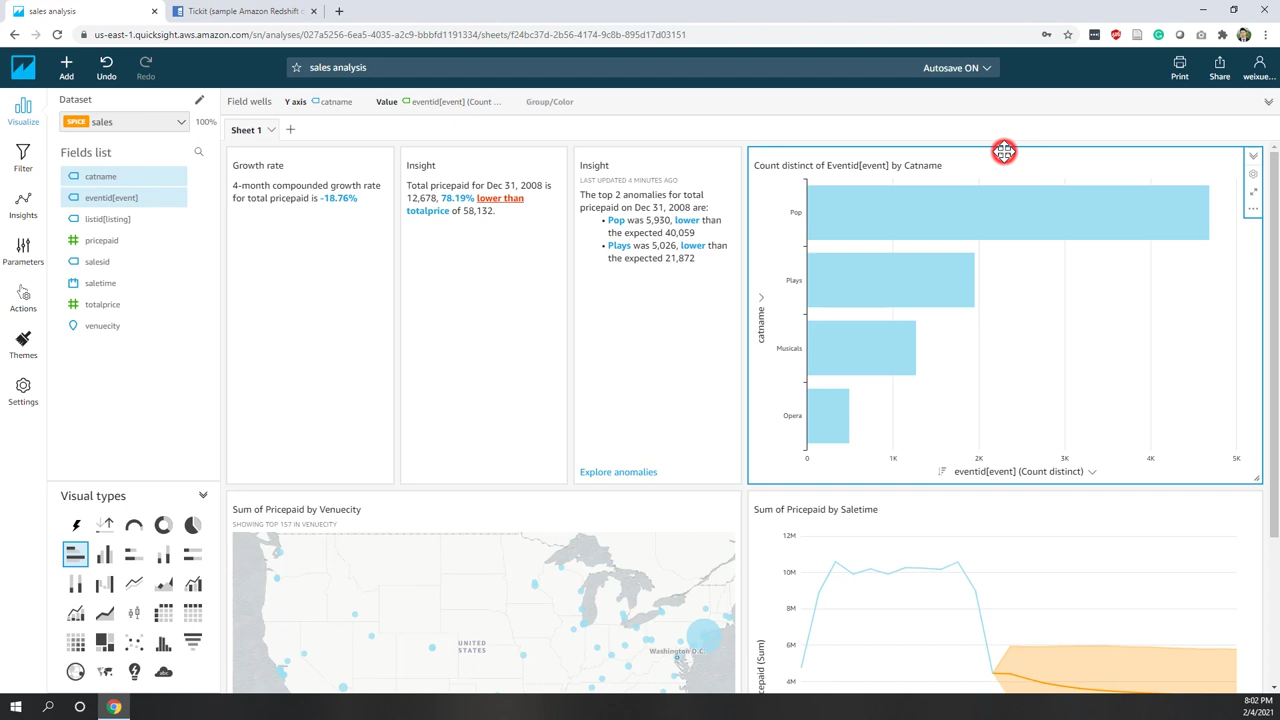 sales analysis
Tickit (sample Amazon Redshift d
us-east-1.quicksight.aws.amazon.com/sn/analyses/027a5256-6ea5-4035-a2c9-bbbfd1191334/sheets/f24bc37d-2b56-4174-9c8b-895d17d03151
Add
Undo
Redo
sales analysis
Autosave ON
Print
Share
weixue...
Visualize
Filter
Insights
Parameters
Actions
Themes
Settings
Dataset
SPICE
sales
100%
Fields list
catname
eventid[event]
listid[listing]
pricepaid
salesid
saletime
totalprice
venuecity
Visual types
Field wells
Y axis
catname
Value
eventid[event] (Count ...
Group/Color
Sheet 1
Growth rate
4-month compounded growth rate
for total pricepaid is -18.76%
Insight
Total pricepaid for Dec 31, 2008 is
12,678, 78.19% lower than
totalprice of 58,132.
Insight
LAST UPDATED 4 MINUTES AGO
The top 2 anomalies for total
pricepaid on Dec 31, 2008 are:
• Pop was 5,930, lower than
the expected 40,059
• Plays was 5,026, lower than
the expected 21,872
Explore anomalies
Count distinct of Eventid[event] by Catname
Pop
Plays
Musicals
Opera
catname
0
1K
2K
3K
4K
5K
eventid[event] (Count distinct)
Sum of Pricepaid by Venuecity
SHOWING TOP 157 IN VENUECITY
UNITED
STATES
Washington D.C.
Sum of Pricepaid by Saletime
12M
10M
8M
6M
4M
cepaid (Sum)
8:02 PM
2/4/2021